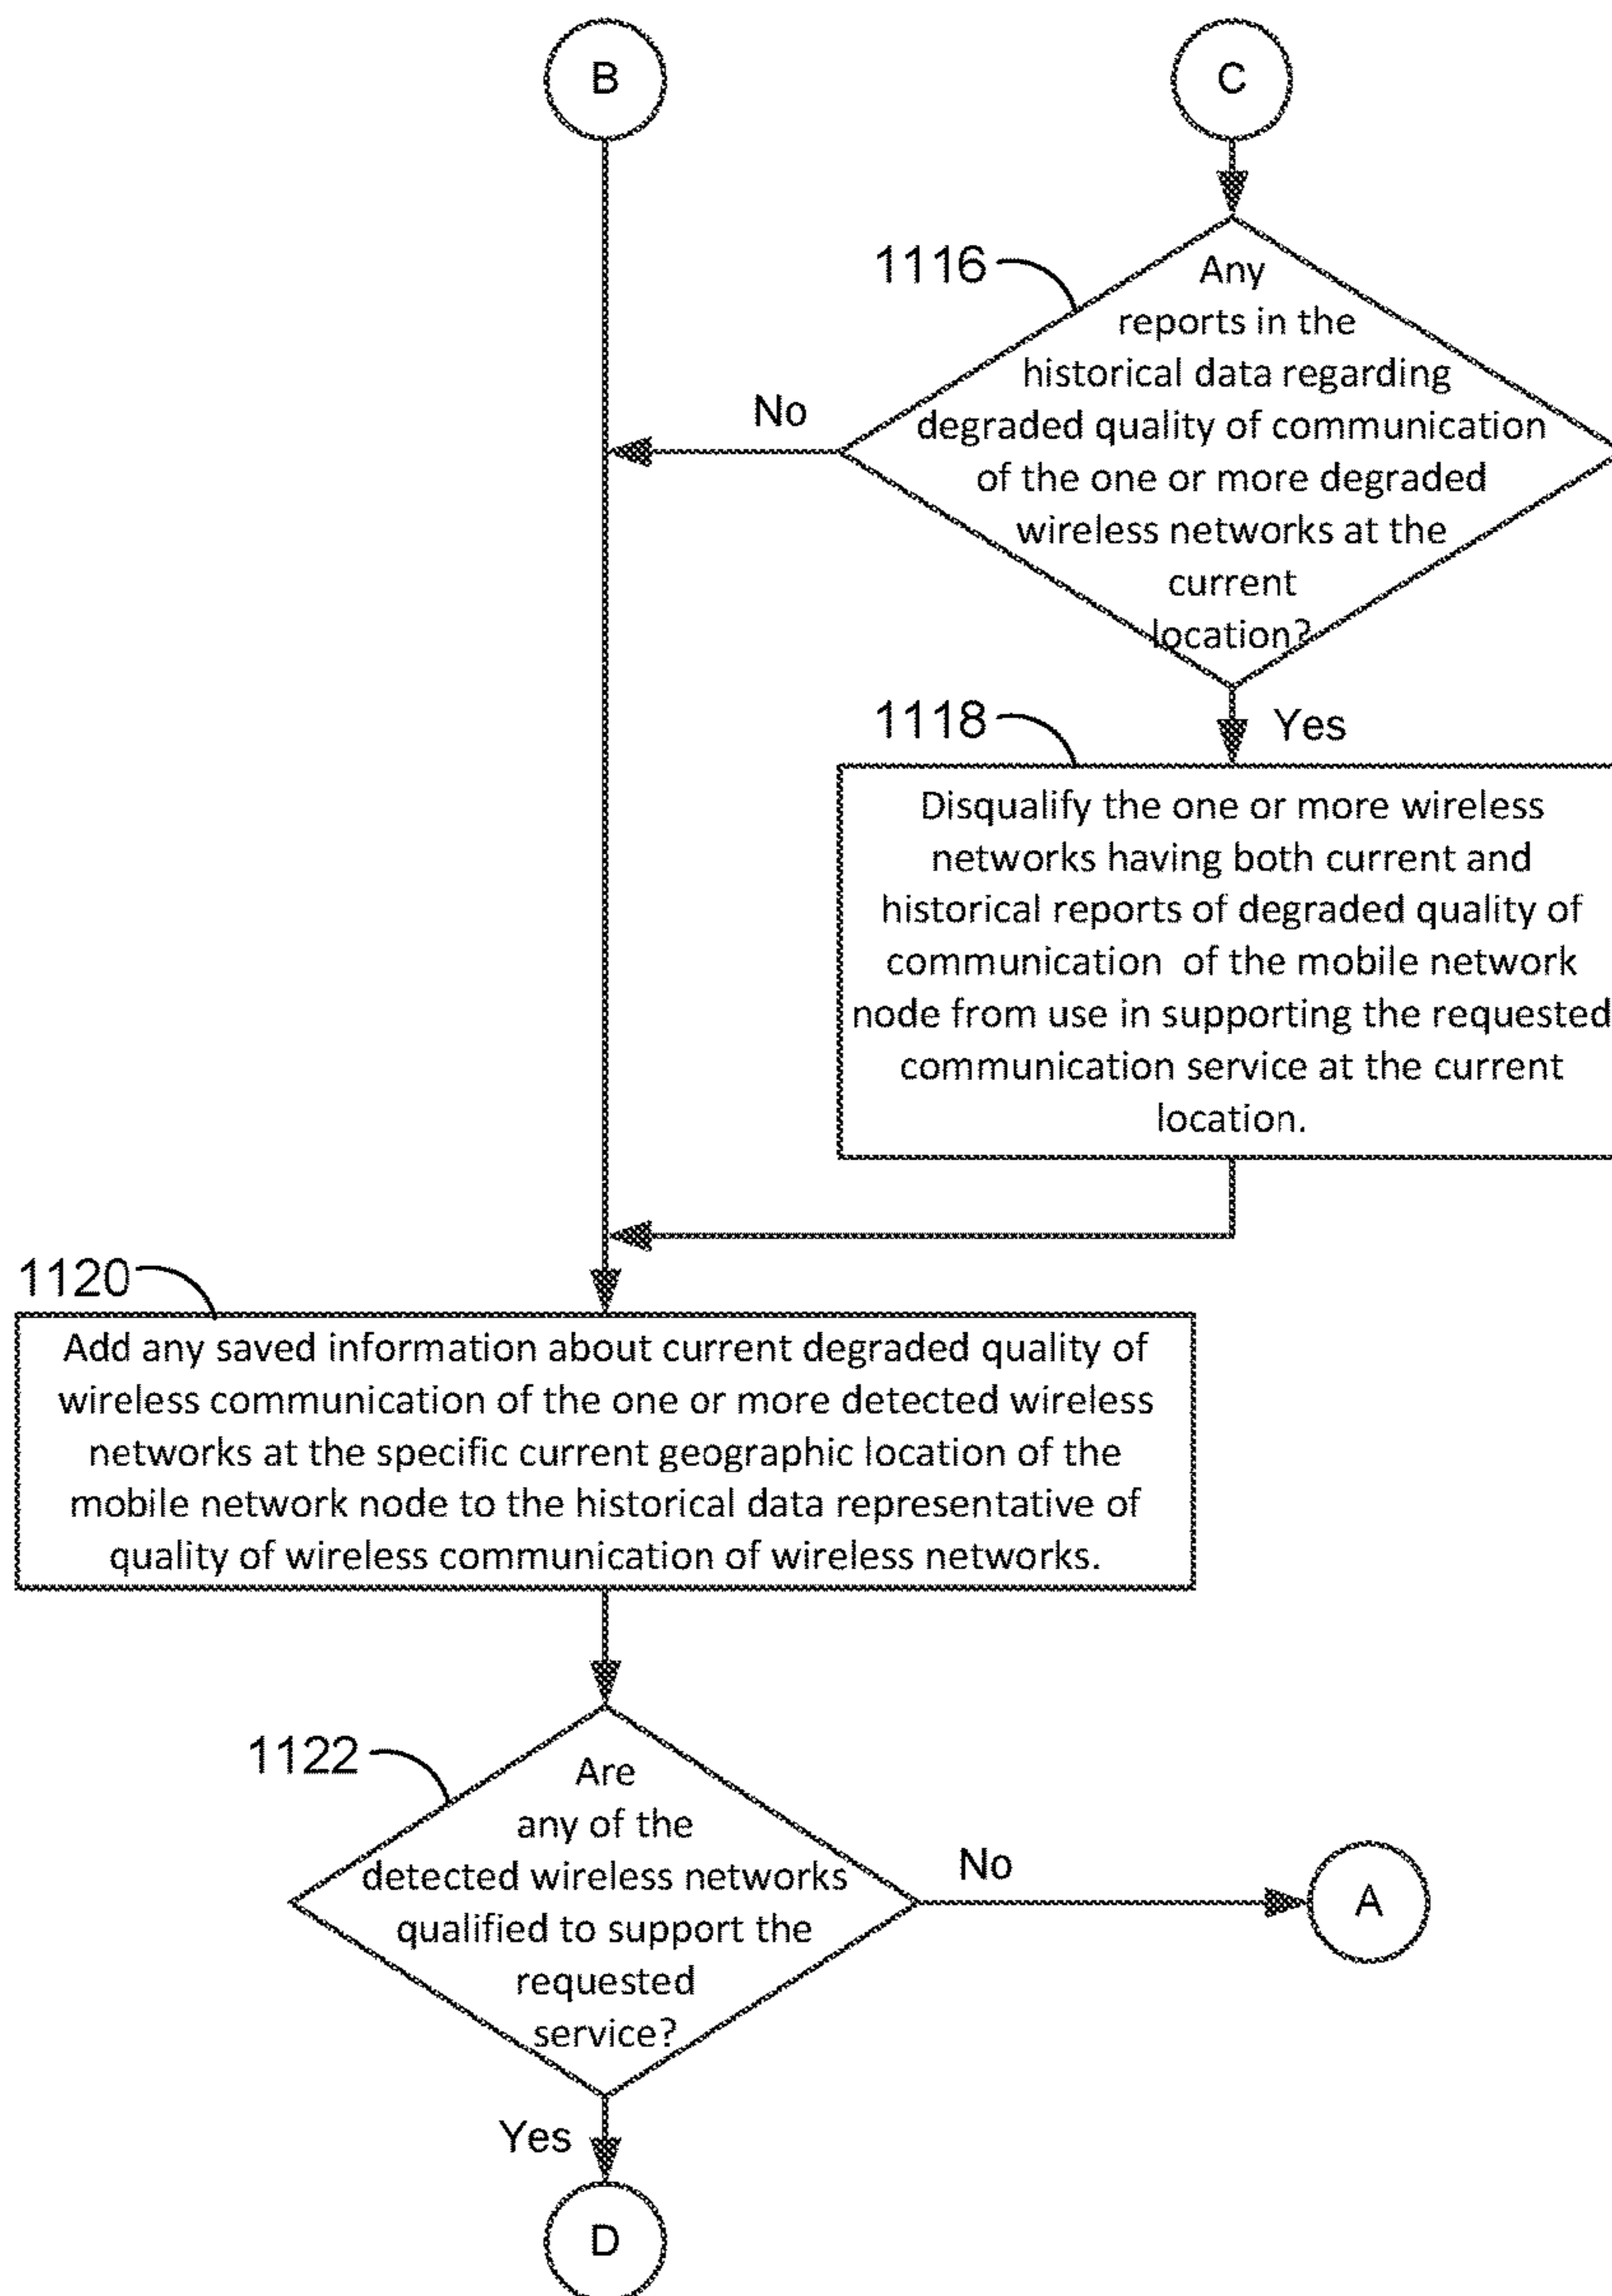 B
C
1116
Any
reports in the
historical data regarding
degraded quality of communication
of the one or more degraded
wireless networks at the
current
location?
No
Yes
1118
Disqualify the one or more wireless
networks having both current and
historical reports of degraded quality of
communication of the mobile network
node from use in supporting the requested
communication service at the current
location.
1120
Add any saved information about current degraded quality of
wireless communication of the one or more detected wireless
networks at the specific current geographic location of the
mobile network node to the historical data representative of
quality of wireless communication of wireless networks.
1122
Are
any of the
detected wireless networks
qualified to support the
requested
service?
No
A
Yes
D